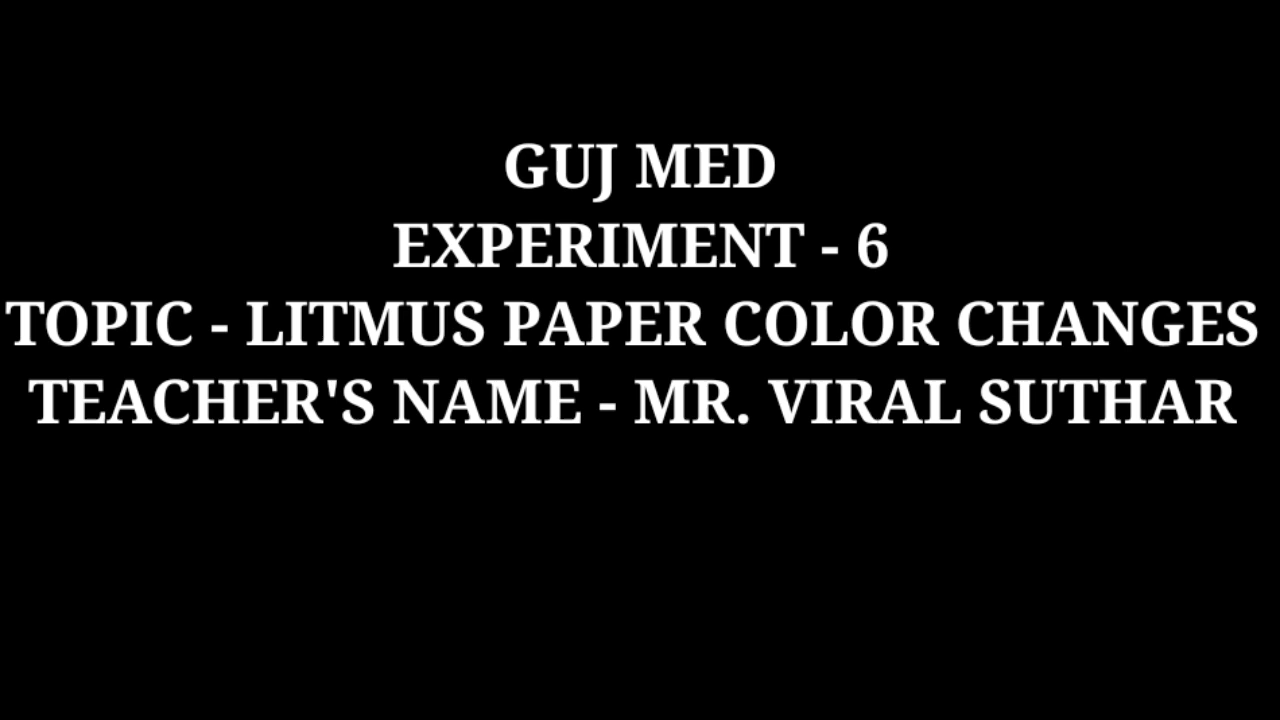 GUJ MED
EXPERIMENT - 6
TOPIC - LITMUS PAPER COLOR CHANGES
TEACHER'S NAME - MR. VIRAL SUTHAR